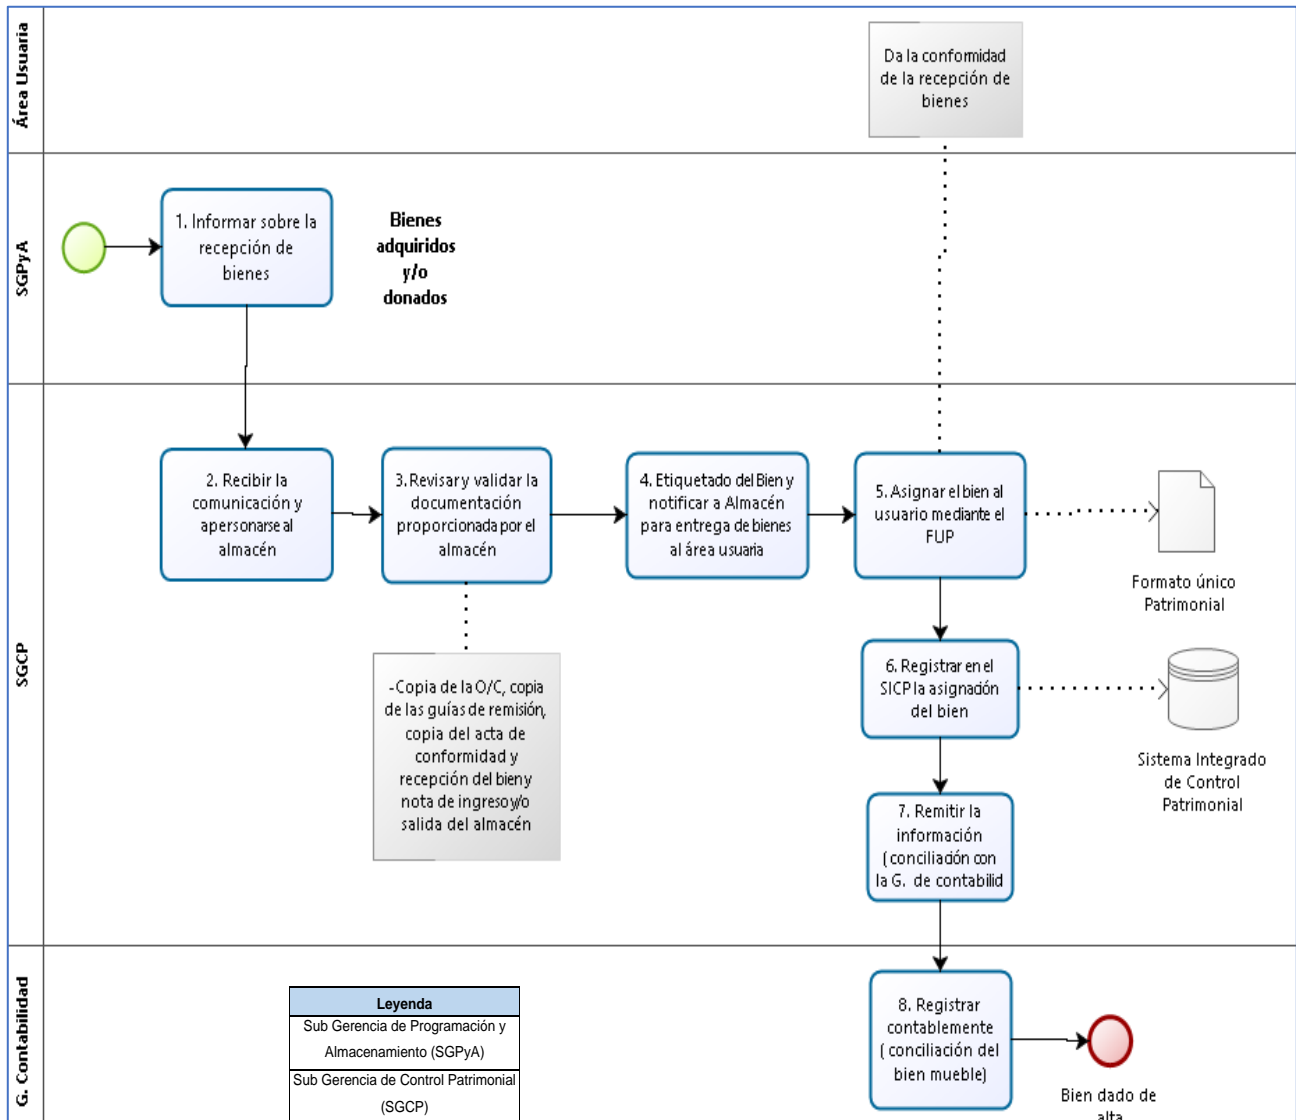 Área Usuaria
Da la conformidad
de la recepción de
bienes
SGPyA
1. Informar sobre la
recepción de
bienes
Bienes
adquiridos
y/o
donados
SGCP
2. Recibir la
comunicación y
apersonarse al
almacén
3. Revisar y validar la
documentación
proporcionada por el
almacén
4. Etiquetado del Bien y
notificar a Almacén
para entrega de bienes
al área usuaria
5. Asignar el bien al
usuario mediante el
FUP
Formato único
Patrimonial
-Copia de la O/C, copia
de las guías de remisión,
copia del acta de
conformidad y
recepción del bien y
nota de ingreso y/o
salida del almacén
6. Registrar en el
SICP la asignación
del bien
Sistema Integrado
de Control
Patrimonial
7. Remitir la
información
( conciliación con
la G. de contabilid
G. Contabilidad
Leyenda
Sub Gerencia de Programación y
Almacenamiento (SGPyA)
Sub Gerencia de Control Patrimonial
(SGCP)
8. Registrar
contablemente
( conciliación del
bien mueble)
Bien dado de
alta